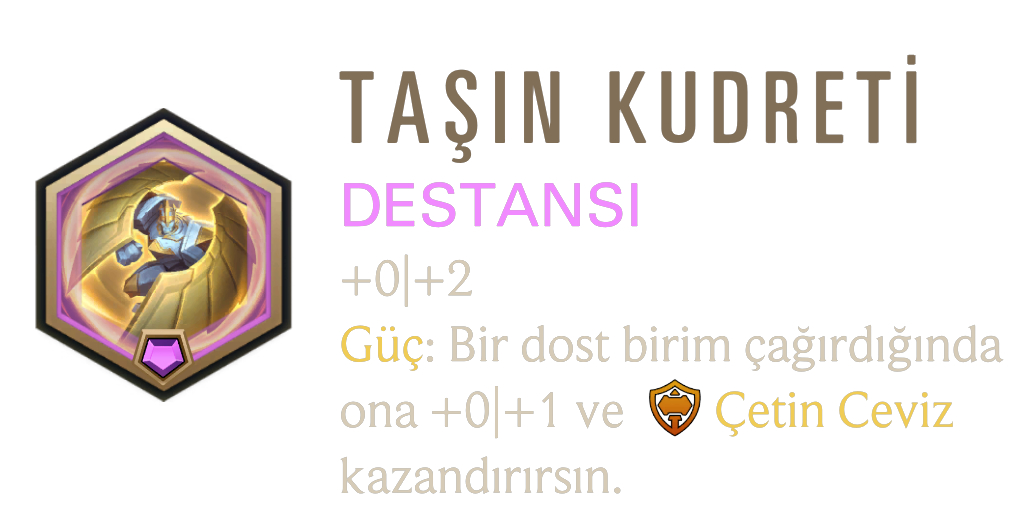 TAŞIN KUDRETİ
DESTANSI
+0|+2
Güç: Bir dost birim çağırdığında
ona +0|+1 ve Çetin Ceviz
kazandırırsın.